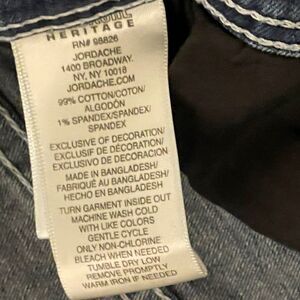 HERITAGE
RN# 98826
JORDACHE
1400 BROADWAY.
NY, NY 10018
JORDACHE.COM
99% COTTON/COTON/
ALGODÓN
1% SPANDEX/SPANDEX/
SPANDEX
EXCLUSIVE OF DECORATION/
EXCLUSIF DE DÉCORATION/
EXCLUSIVO DE DECORACION
MADE IN BANGLADESH/
FABRIQUÉ AU BANGLADESH/
HECHO EN BANGLADESH
TURN GARMENT INSIDE OUT
MACHINE WASH COLD
WITH LIKE COLORS
GENTLE CYCLE
ONLY NON-CHLORINE
BLEACH WHEN NEEDED
TUMBLE DRY LOW
REMOVE PROMPTLY
WARM IRON IF NEEDED